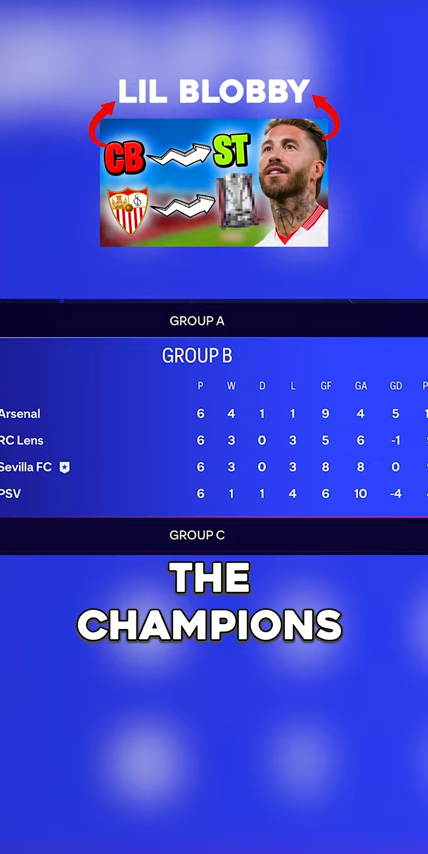 LIL BLOBBY
CB ST
GROUP A
GROUP B
P W D L GF GA GD
Arsenal 6 4 1 1 9 4 5
RC Lens 6 3 0 3 5 6 -1
Sevilla FC 6 3 0 3 8 8 0
PSV 6 1 1 4 6 10 -4
GROUP C
THE
CHAMPIONS